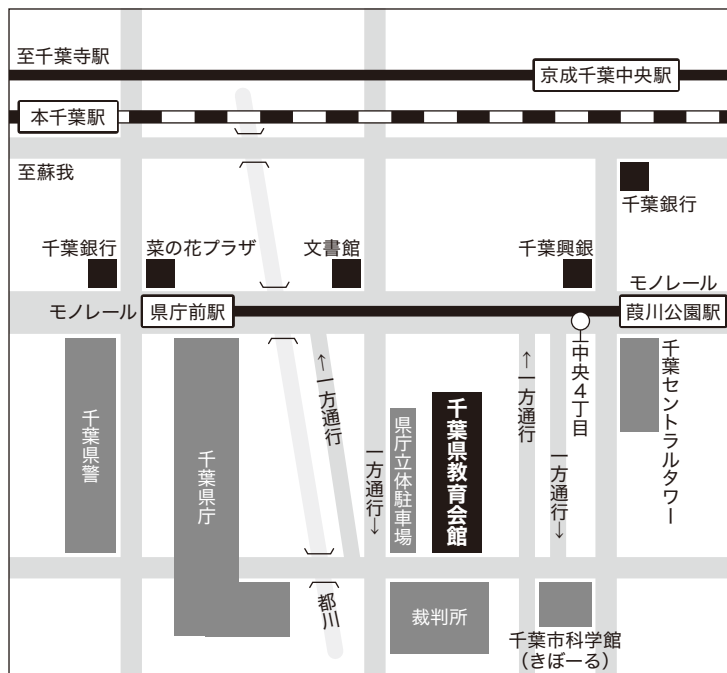 至千葉寺駅
京成千葉中央駅
本千葉駅
至蘇我
千葉銀行
千葉銀行
菜の花プラザ
文書館
千葉興銀
モノレール
県庁前駅
モノレール
葭川公園駅
中央4丁目
千葉セントラルタワー
千葉県警
千葉県庁
←一方通行
一方通行→
県庁立体駐車場
千葉県教育会館
←一方通行
一方通行→
都川
裁判所
千葉市科学館
(きぼーる)